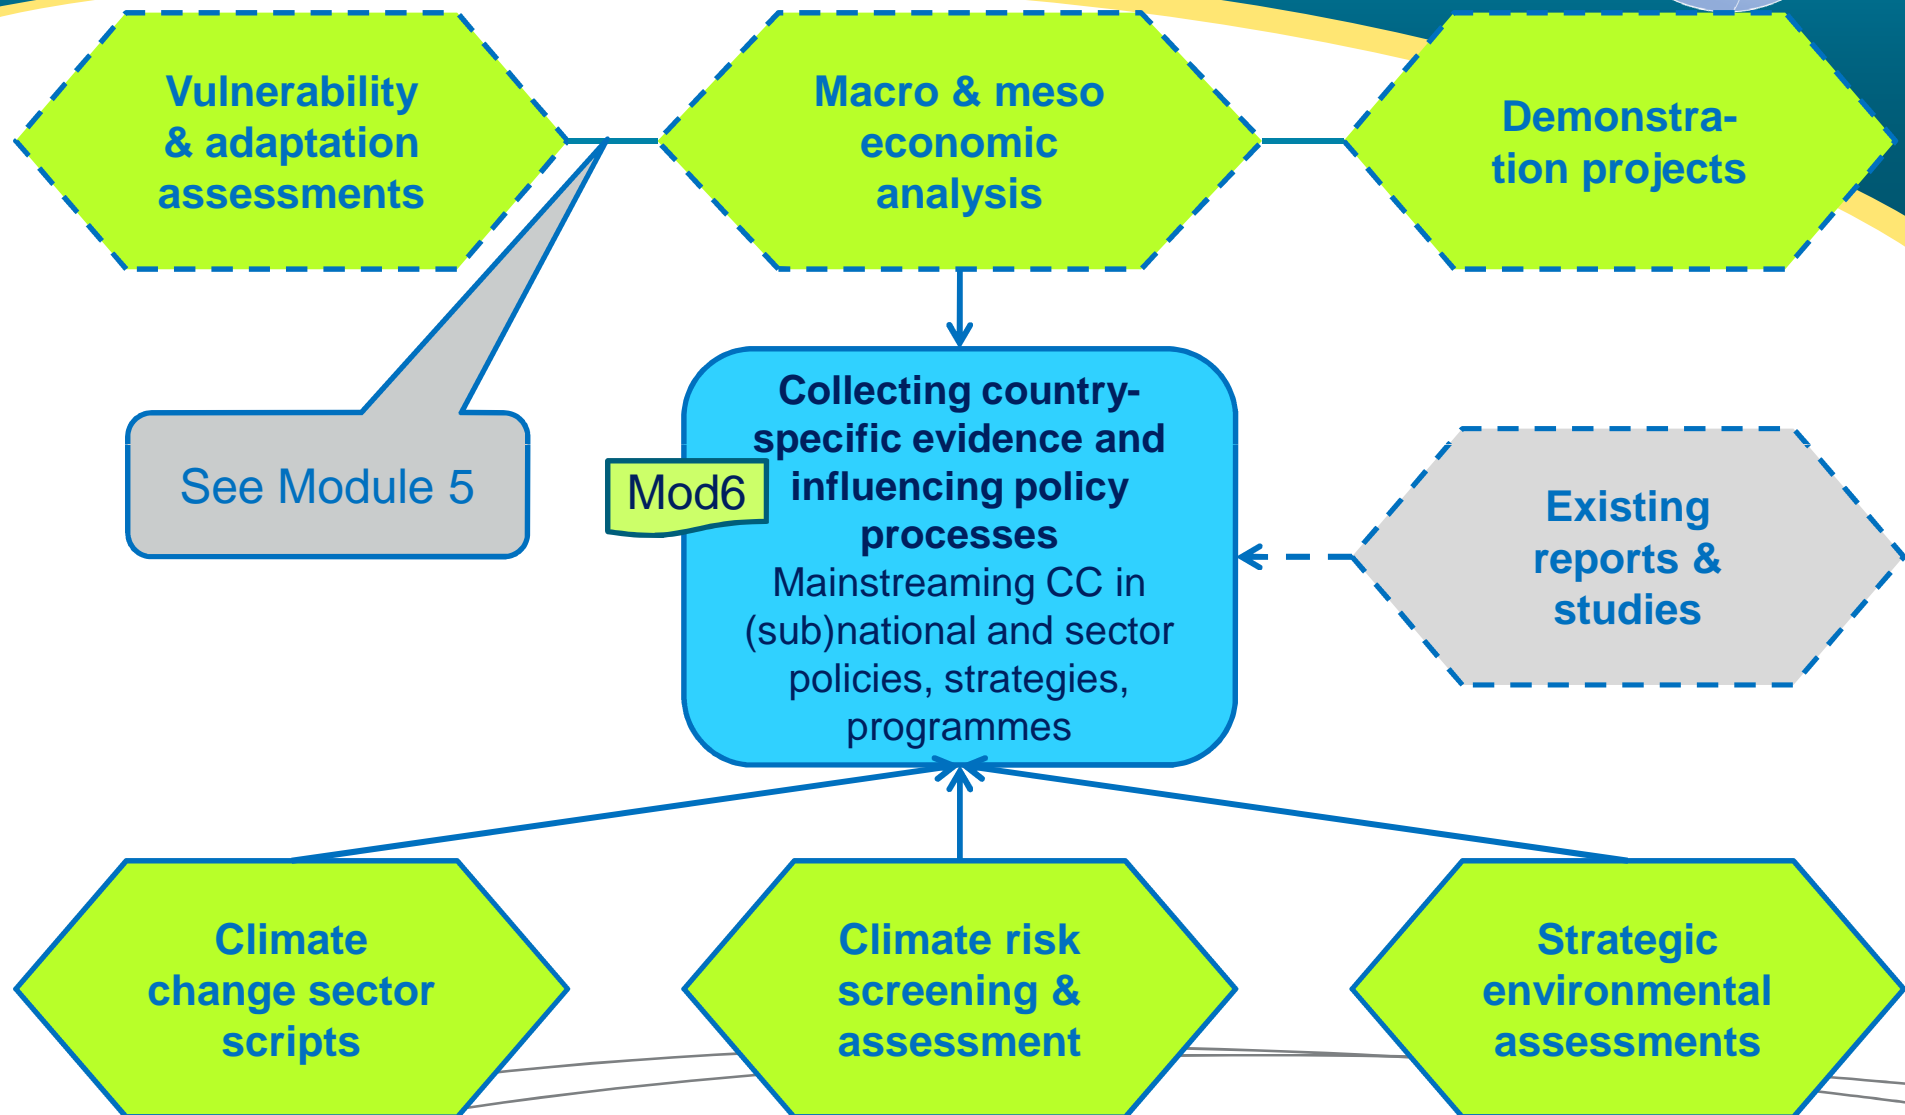 Vulnerability
& adaptation
assessments
Macro & meso
economic
analysis
Demonstra-
tion projects
See Module 5
Mod6
Collecting country-
specific evidence and
influencing policy
processes
Mainstreaming CC in
(sub)national and sector
policies, strategies,
programmes
Existing
reports &
studies
Climate
change sector
scripts
Climate risk
screening &
assessment
Strategic
environmental
assessments